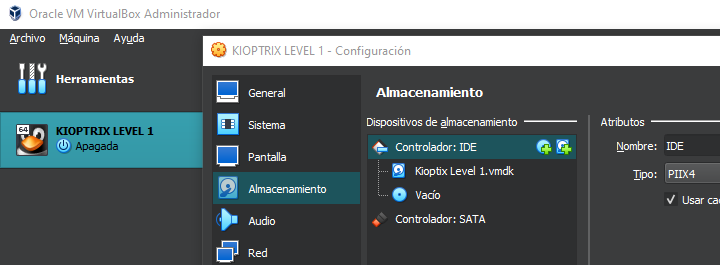 Oracle VM VirtualBox Administrador
Archivo Máquina Ayuda
KIOPTRIX LEVEL 1 - Configuración
Herramientas
64
KIOPTRIX LEVEL 1
Apagada
General
Sistema
Pantalla
Almacenamiento
Audio
Red
Almacenamiento
Dispositivos de almacenamiento
Controlador: IDE
Kioptix Level 1.vmdk
Vacío
Controlador: SATA
Atributos
Nombre: IDE
Tipo: PIIX4
Usar